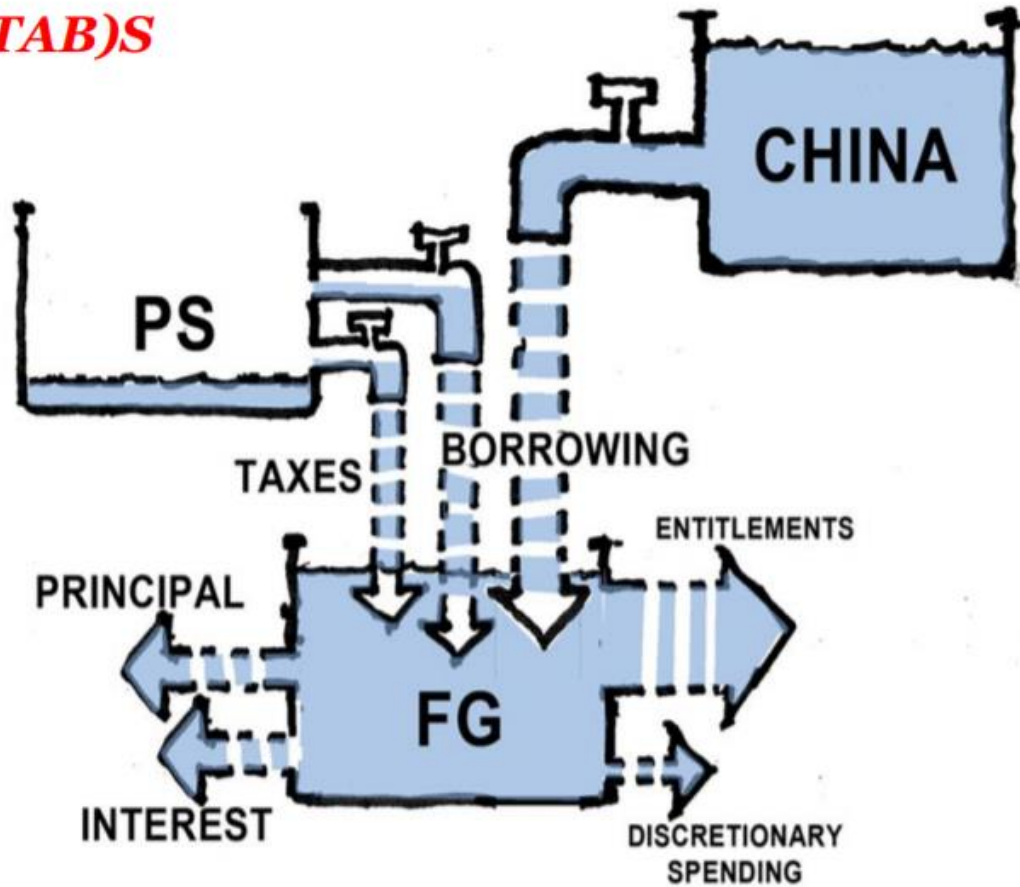 TAB)S
CHINA
PS
TAXES
BORROWING
ENTITLEMENTS
PRINCIPAL
FG
INTEREST
DISCRETIONARY
SPENDING